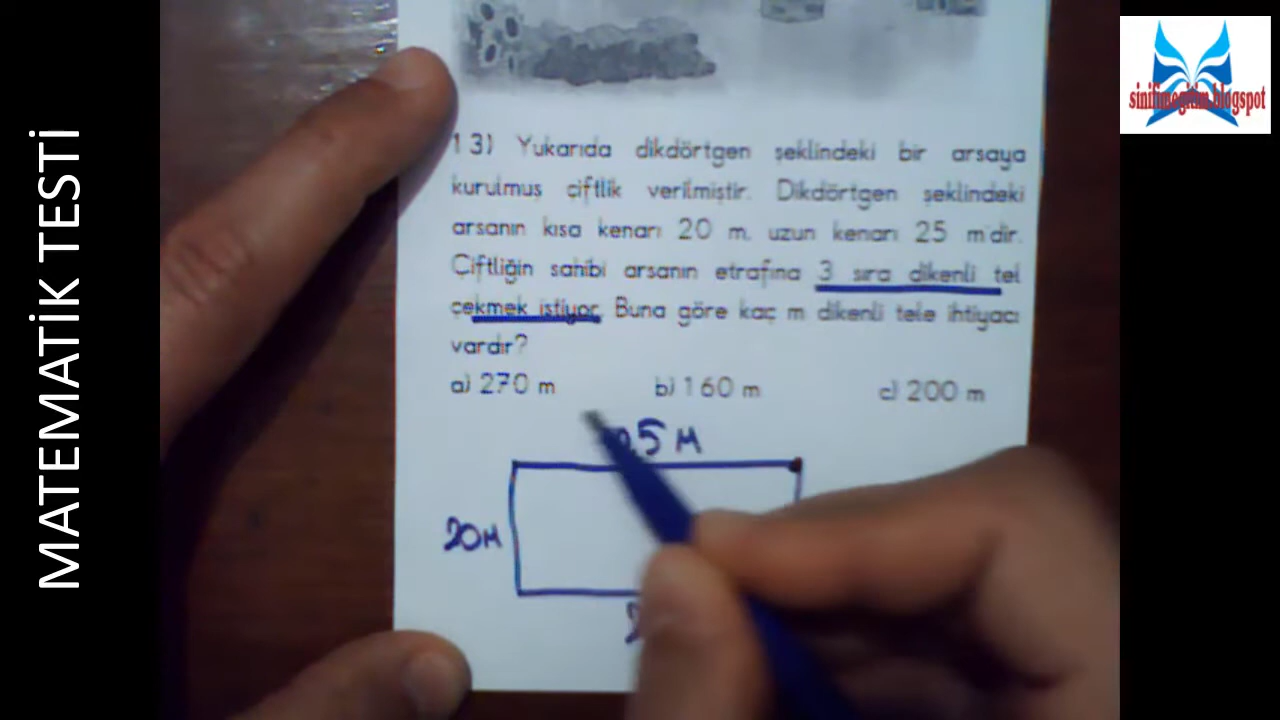 MATEMATİK TESTİ
sinifimegitim.blogspot
13) Yukarıda dikdörtgen şeklindeki bir arsaya
kurulmuş çiftlik verilmiştir. Dikdörtgen şeklindeki
arsanın kısa kenarı 20 m, uzun kenarı 25 m'dir.
Çiftliğin sahibi arsanın etrafına 3 sıra dikenli tel
çekmek istiyor. Buna göre kaç m dikenli tele ihtiyacı
vardır?
a) 270 m b) 160 m c) 200 m
5 M
20 M